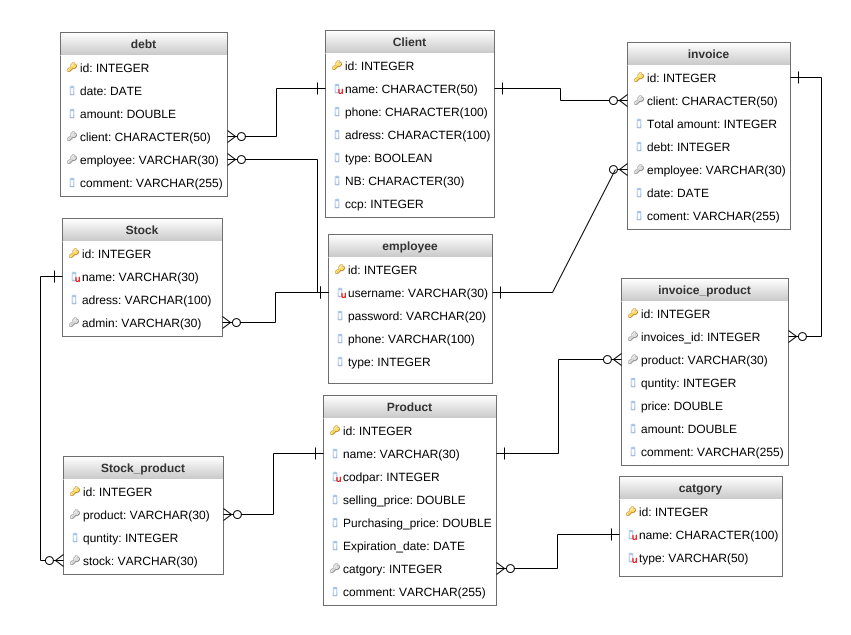 debt
id: INTEGER
date: DATE
amount: DOUBLE
client: CHARACTER(50)
employee: VARCHAR(30)
comment: VARCHAR(255)
Client
id: INTEGER
name: CHARACTER(50)
phone: CHARACTER(100)
adress: CHARACTER(100)
type: BOOLEAN
NB: CHARACTER(30)
ccp: INTEGER
invoice
id: INTEGER
client: CHARACTER(50)
Total amount: INTEGER
debt: INTEGER
employee: VARCHAR(30)
date: DATE
coment: VARCHAR(255)
Stock
id: INTEGER
name: VARCHAR(30)
adress: VARCHAR(100)
admin: VARCHAR(30)
employee
id: INTEGER
username: VARCHAR(30)
password: VARCHAR(20)
phone: VARCHAR(100)
type: INTEGER
invoice_product
id: INTEGER
invoices_id: INTEGER
product: VARCHAR(30)
quntity: INTEGER
price: DOUBLE
amount: DOUBLE
comment: VARCHAR(255)
Stock_product
id: INTEGER
product: VARCHAR(30)
quntity: INTEGER
stock: VARCHAR(30)
Product
id: INTEGER
name: VARCHAR(30)
codpar: INTEGER
selling_price: DOUBLE
Purchasing_price: DOUBLE
Expiration_date: DATE
catgory: INTEGER
comment: VARCHAR(255)
catgory
id: INTEGER
name: CHARACTER(100)
type: VARCHAR(50)